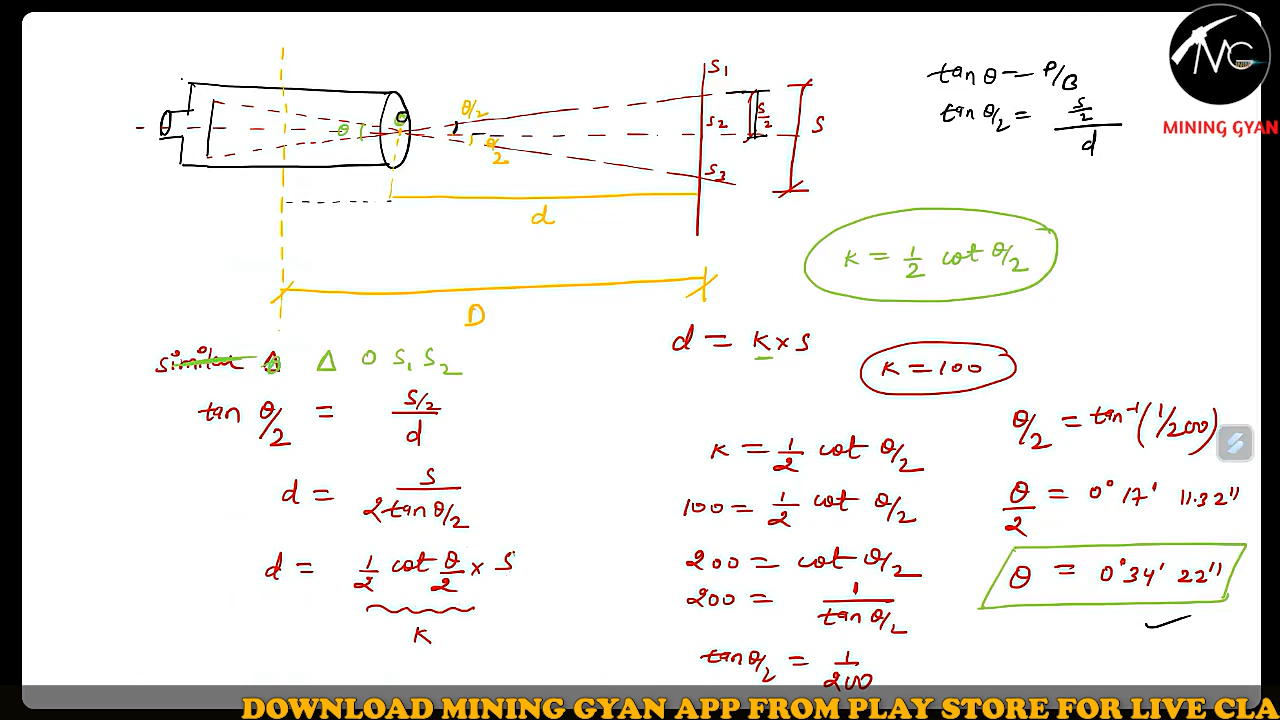 MG
MINING GYAN
tan θ = P/B
tan θ/2 = s/2 / d
θ/2
θ
θ
θ/2
S1
S2
S3
s/2
S
d
D
K = 1/2 cot θ/2
d = K × S
K = 100
similar Δ Δ O S1 S2
tan θ/2 = S/2 / d
d = S / 2 tan θ/2
d = 1/2 cot θ/2 × S
K
K = 1/2 cot θ/2
100 = 1/2 cot θ/2
200 = cot θ/2
200 = 1 / tan θ/2
tan θ/2 = 1/200
θ/2 = tan⁻¹(1/200)
θ/2 = 0° 17' 11.32"
θ = 0° 34' 22"
DOWNLOAD MINING GYAN APP FROM PLAY STORE FOR LIVE CLA